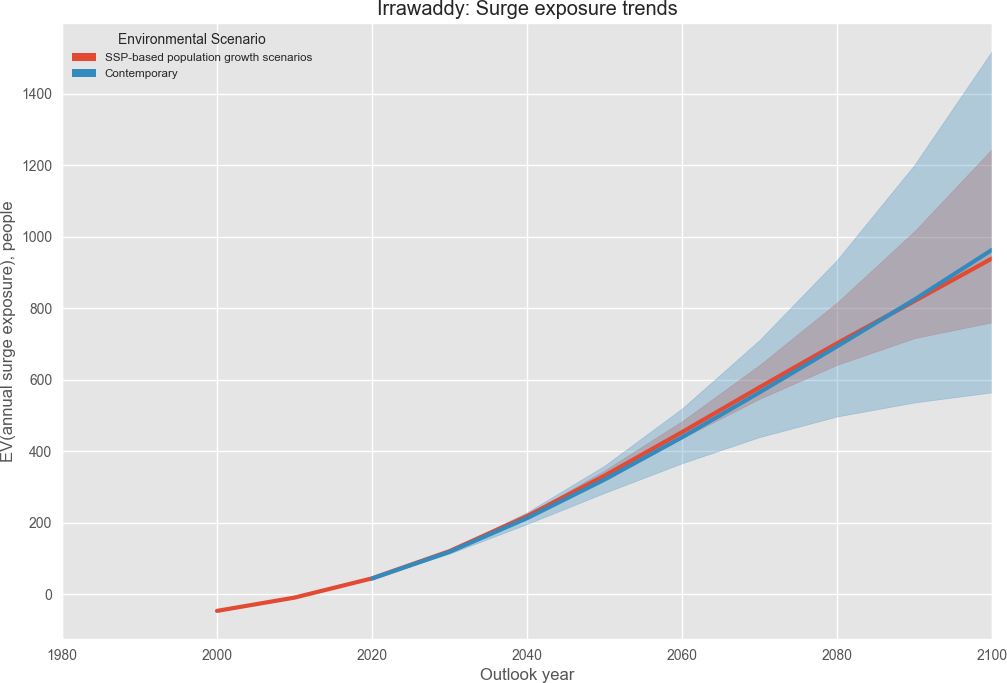 Irrawaddy: Surge exposure trends
Environmental Scenario
SSP-based population growth scenarios
Contemporary
1400
1200
1000
800
600
400
200
0
EV(annual surge exposure), people
1980
2000
2020
2040
2060
2080
2100
Outlook year